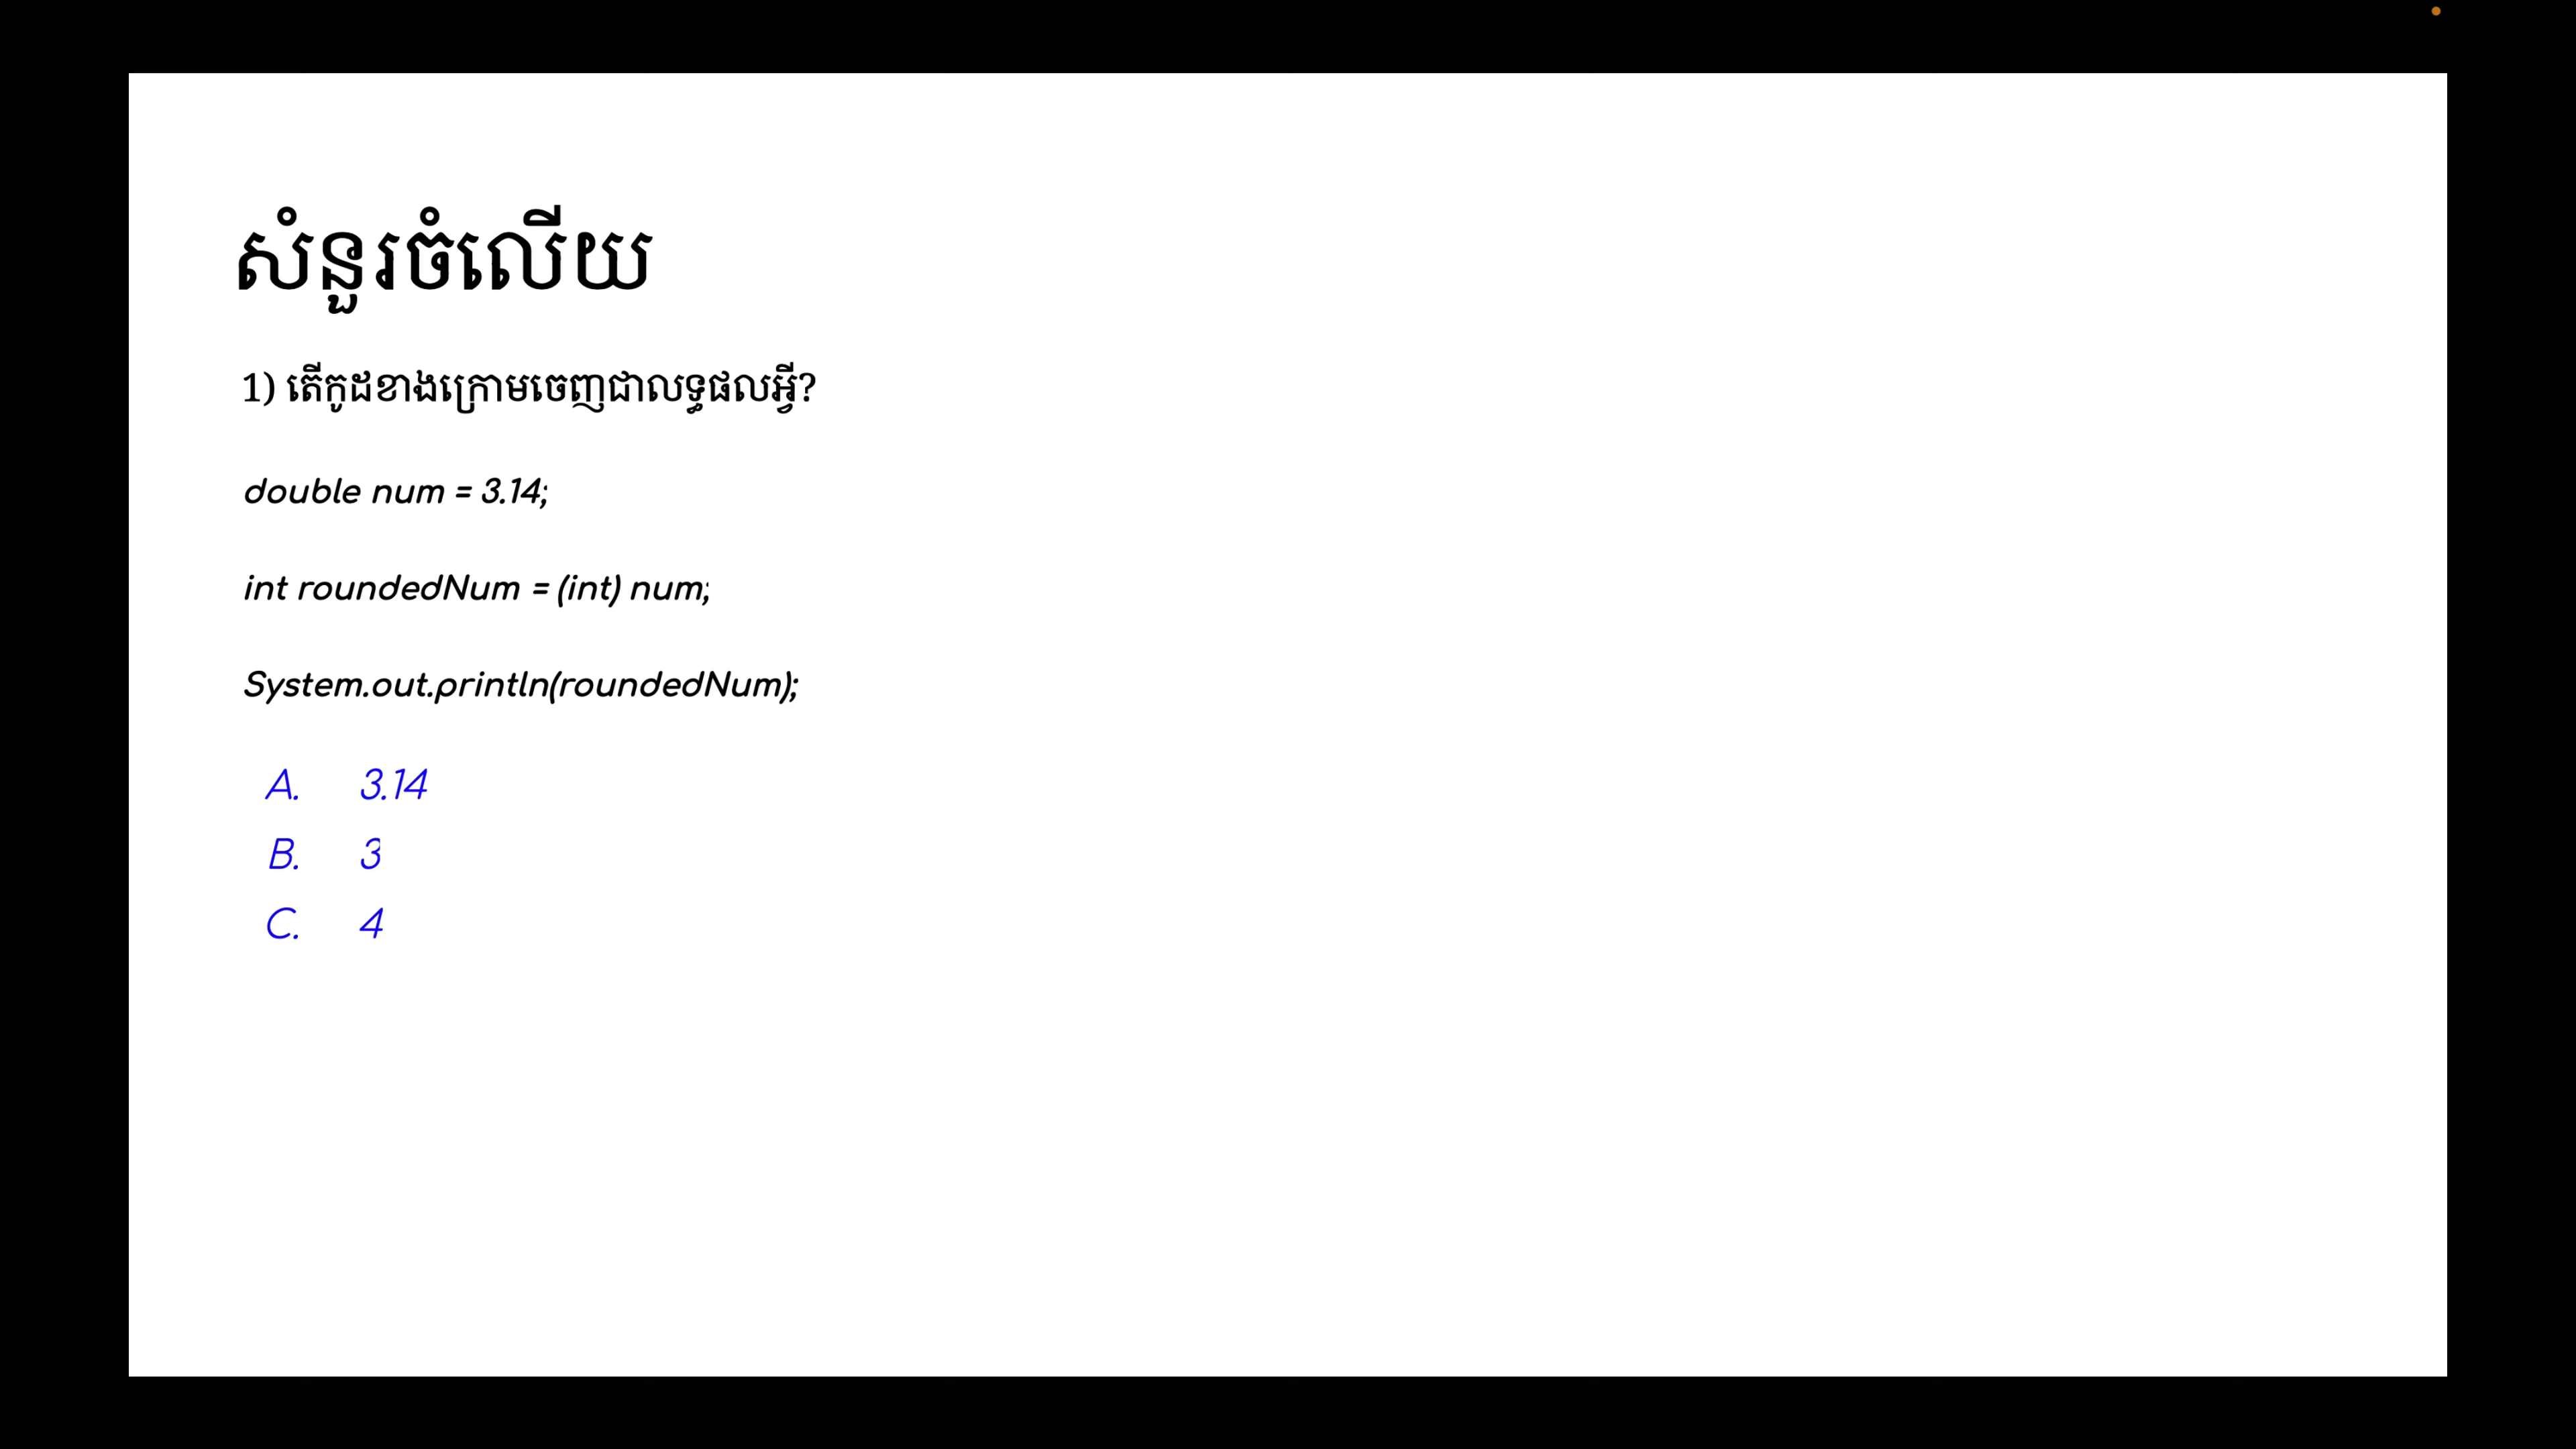 សំនួរចំលើយ
1) តើកូដខាងក្រោមចេញជាលទ្ធផលអ្វី?
double num = 3.14;
int roundedNum = (int) num;
System.out.println(roundedNum);
A. 3.14
B. 3
C. 4